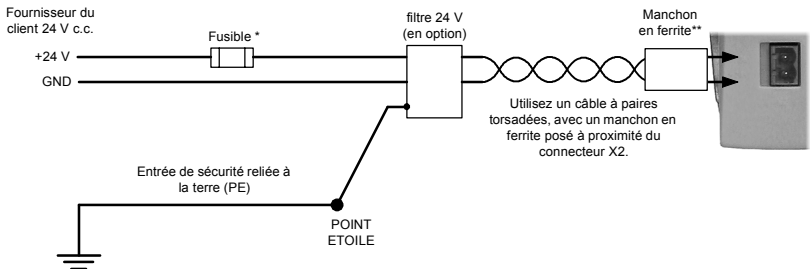 Fournisseur du
client 24 V c.c.
+24 V
GND
Fusible *
filtre 24 V
(en option)
Manchon
en ferrite**
Utilisez un câble à paires
torsadées, avec un manchon en
ferrite posé à proximité du
connecteur X2.
Entrée de sécurité reliée à
la terre (PE)
POINT
ETOILE